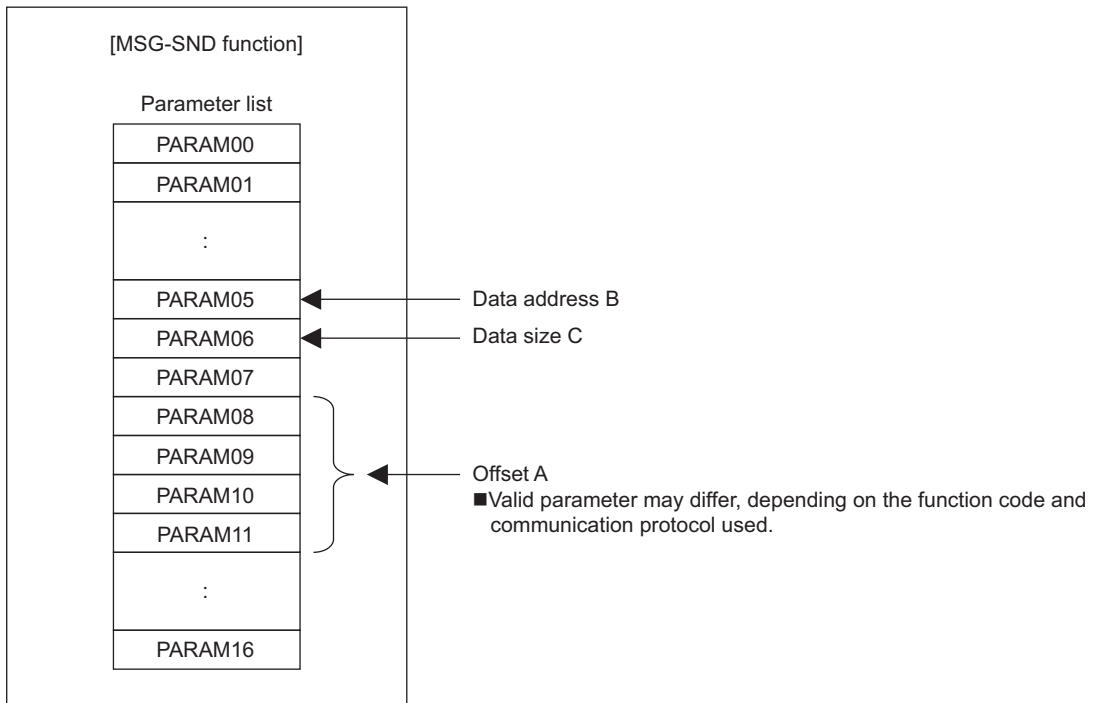 [MSG-SND function]
Parameter list
PARAM00
PARAM01
:
PARAM05
Data address B
PARAM06
Data size C
PARAM07
PARAM08
PARAM09
PARAM10
PARAM11
Offset A
■Valid parameter may differ, depending on the function code and
communication protocol used.
:
PARAM16